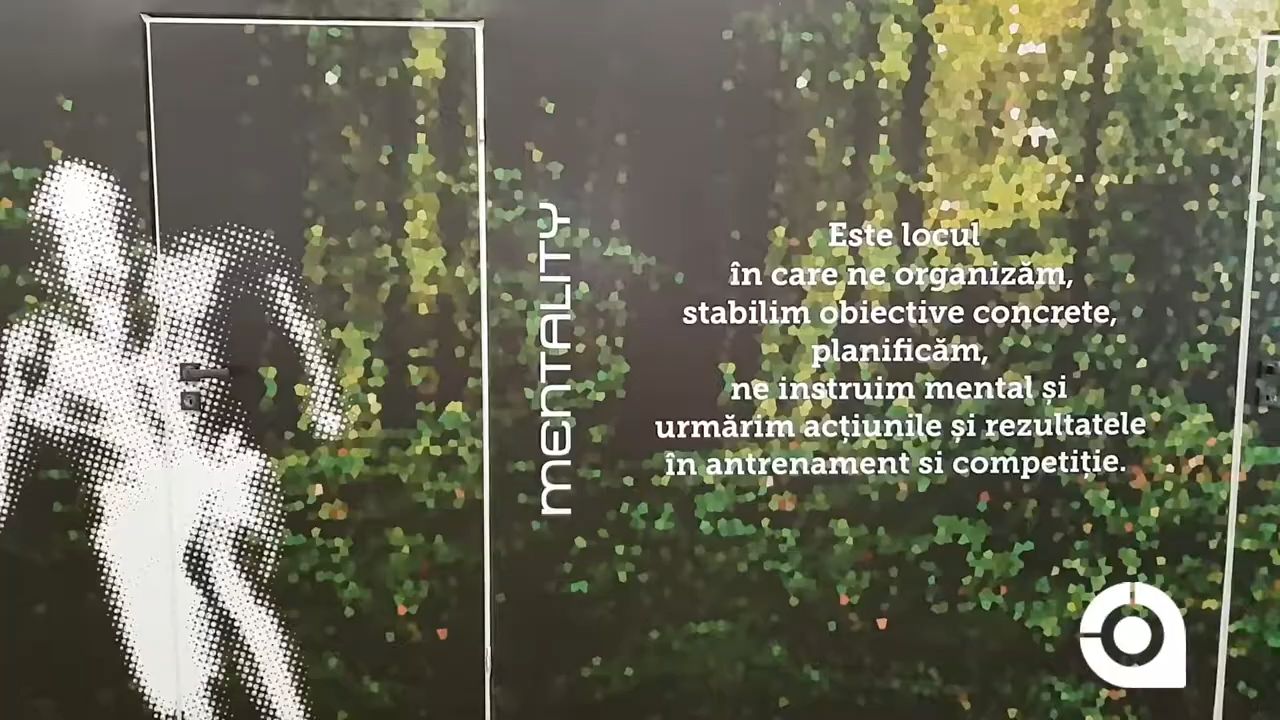 MENTALITY
Este locul
în care ne organizăm,
stabilim obiective concrete,
planificăm,
ne instruim mental și
urmărim acțiunile și rezultatele
în antrenament si competiție.